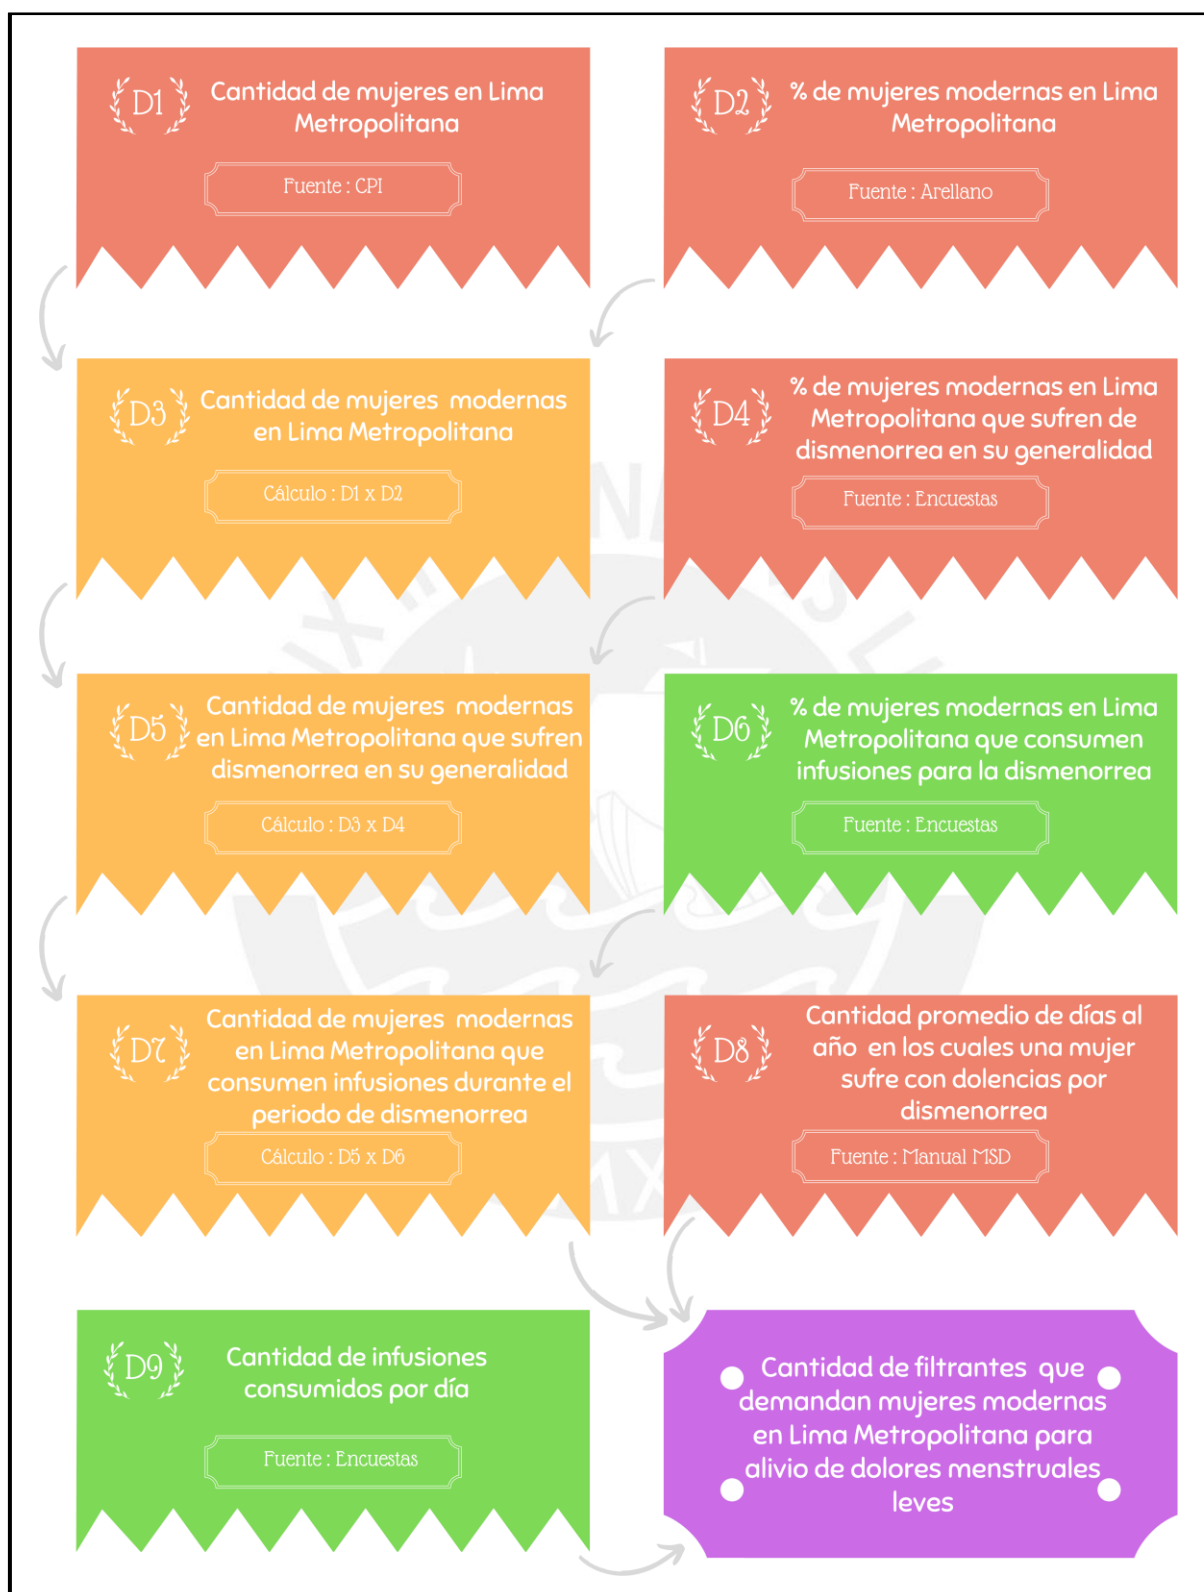 D1
Cantidad de mujeres en Lima
Metropolitana
Fuente : CPI
D2
% de mujeres modernas en Lima
Metropolitana
Fuente : Arellano
D3
Cantidad de mujeres modernas
en Lima Metropolitana
Cálculo : D1 x D2
D4
% de mujeres modernas en Lima
Metropolitana que sufren de
dismenorrea en su generalidad
Fuente : Encuestas
D5
Cantidad de mujeres modernas
en Lima Metropolitana que sufren
dismenorrea en su generalidad
Cálculo : D3 x D4
D6
% de mujeres modernas en Lima
Metropolitana que consumen
infusiones para la dismenorrea
Fuente : Encuestas
D7
Cantidad de mujeres modernas
en Lima Metropolitana que
consumen infusiones durante el
periodo de dismenorrea
Cálculo : D5 x D6
D8
Cantidad promedio de días al
año en los cuales una mujer
sufre con dolencias por
dismenorrea
Fuente : Manual MSD
D9
Cantidad de infusiones
consumidos por día
Fuente : Encuestas
Cantidad de filtrantes que
demandan mujeres modernas
en Lima Metropolitana para
alivio de dolores menstruales
leves